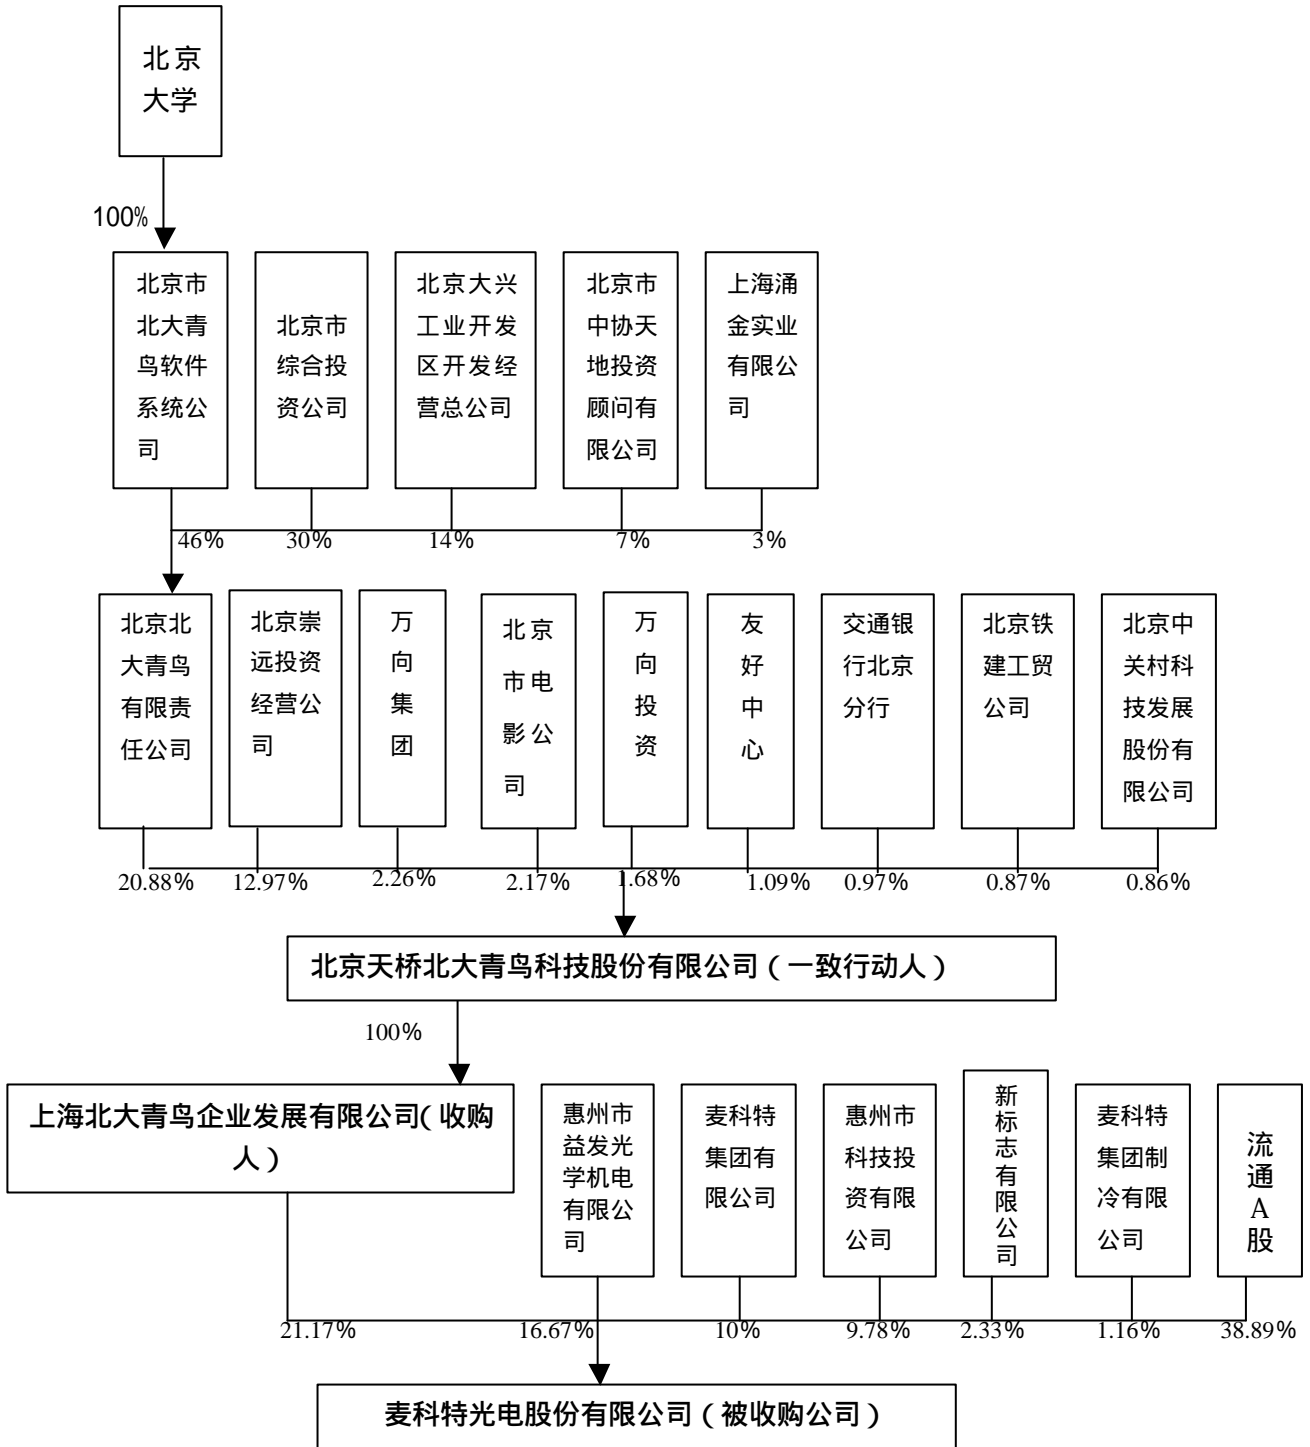 北京
大学
100%
北京市
北大青
鸟软件
系统公
司
北京市
综合投
资公司
北京大兴
工业开发
区开发经
营总公司
北京市
中协天
地投资
顾问有
限公司
上海涌
金实业
有限公
司
46%
30%
14%
7%
3%
北京北
大青鸟
有限责
任公司
北京崇
远投资
经营公
司
万
向
集
团
北京
市电
影公
司
万
向
投
资
友
好
中
心
交通银
行北京
分行
北京铁
建工贸
公司
北京中
关村科
技发展
股份有
限公司
20.88%
12.97%
2.26%
2.17%
1.68%
1.09%
0.97%
0.87%
0.86%
北京天桥北大青鸟科技股份有限公司（一致行动人）
100%
上海北大青鸟企业发展有限公司(收购
人）
惠州市
益发光
学机电
有限公
司
麦科特
集团有
限公司
惠州市
科技投
资有限
公司
新
标
志
有
限
公
司
麦科特
集团制
冷有限
公司
流
通
A
股
21.17%
16.67%
10%
9.78%
2.33%
1.16%
38.89%
麦科特光电股份有限公司（被收购公司）